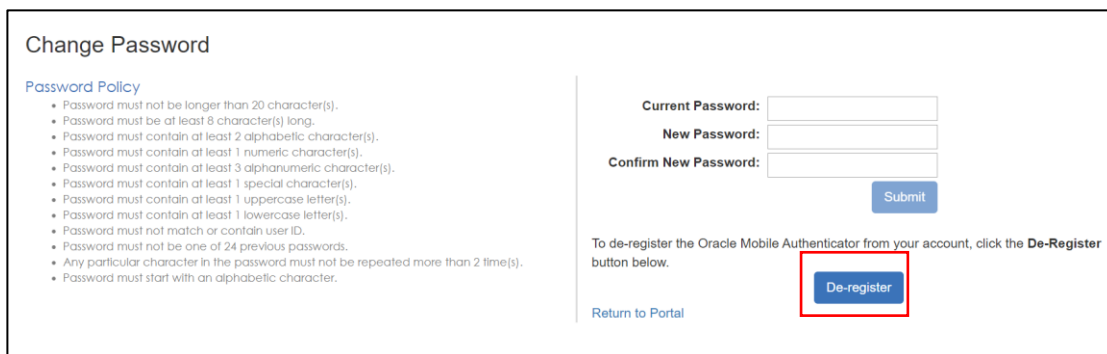 Change Password
Password Policy
• Password must not be longer than 20 character(s).
• Password must be at least 8 character(s) long.
• Password must contain at least 2 alphabetic character(s).
• Password must contain at least 1 numeric character(s).
• Password must contain at least 3 alphanumeric character(s).
• Password must contain at least 1 special character(s).
• Password must contain at least 1 uppercase letter(s).
• Password must contain at least 1 lowercase letter(s).
• Password must not match or contain user ID.
• Password must not be one of 24 previous passwords.
• Any particular character in the password must not be repeated more than 2 time(s).
• Password must start with an alphabetic character.
Current Password:
New Password:
Confirm New Password:
Submit
To de-register the Oracle Mobile Authenticator from your account, click the De-Register
button below.
De-register
Return to Portal